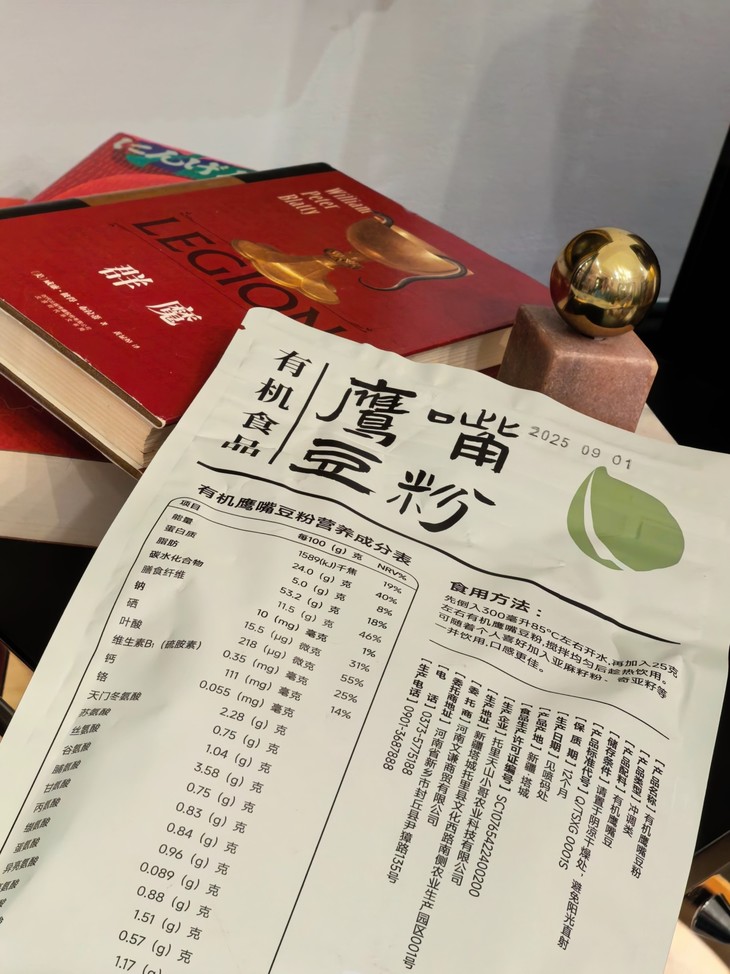 にんげ
William
Peter
Blatty
LEGION
群魔
有机食品
鹰嘴
豆粉
2025 09 01
有机鹰嘴豆粉营养成分表
项目 每100 (g) 克 NRV%
能量 1589(kJ)千焦 19%
蛋白质 24.0 (g) 克 40%
脂肪 5.0 (g) 克 8%
碳水化合物 53.2 (g) 克 18%
膳食纤维 11.5 (g) 克 46%
钠 10 (mg) 毫克 1%
硒 15.5 (μg) 微克 31%
叶酸 218 (μg) 微克 55%
维生素B₁ (硫胺素) 0.35 (mg) 毫克 25%
钙 111 (mg) 毫克 14%
铬 0.055 (mg) 毫克
天门冬氨酸 2.28 (g) 克
苏氨酸 0.75 (g) 克
丝氨酸 1.04 (g) 克
谷氨酸 3.58 (g) 克
脯氨酸 0.75 (g) 克
甘氨酸 0.83 (g) 克
丙氨酸 0.84 (g) 克
缬氨酸 0.96 (g) 克
蛋氨酸 0.089 (g) 克
异亮氨酸 0.88 (g) 克
氨酸 1.51 (g) 克
0.57 (g) 克
1.17 (g) 克
食用方法：
先倒入300毫升85℃左右开水,再加入25克
左右有机鹰嘴豆粉,搅拌均匀后趁热饮用。
可随着个人喜好加入亚麻籽粉、奇亚籽等
一并饮用,口感更佳。
【产品名称】有机鹰嘴豆粉
【产品类型】冲调类
【产品配料】有机鹰嘴豆
【储存条件】请置于阴凉干燥处，避免阳光直射
【产品标准代号】Q/TSXG 0001S
【保质期】12个月
【生产日期】见喷码处
【产品产地】新疆·塔城
【食品生产许可证编号】SC10765422400200
【生产企业】托里天山小哥农业科技有限公司
【生产地址】新疆塔城托里县文化西路南侧农业生产园区001号
【委托商】河南文谦商贸有限公司
【委托商地址】河南省新乡市封丘县尹璋路135号
【电话】0373-5775188
【生产电话】0901-3687888